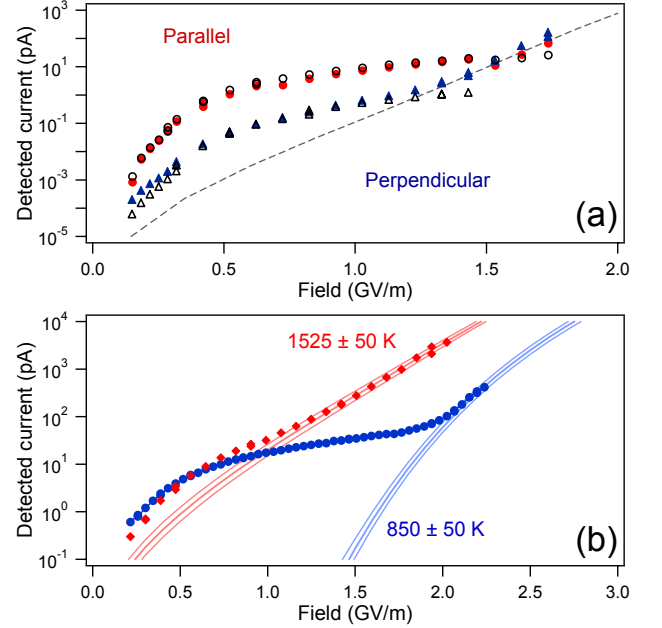 10³
10¹
10⁻¹
10⁻³
10⁻⁵
Detected current (pA)
Parallel
Perpendicular
(a)
0.0 0.5 1.0 1.5 2.0
Field (GV/m)
10⁴
10³
10²
10¹
10⁰
10⁻¹
Detected current (pA)
1525 ± 50 K
850 ± 50 K
(b)
0.0 0.5 1.0 1.5 2.0 2.5 3.0
Field (GV/m)